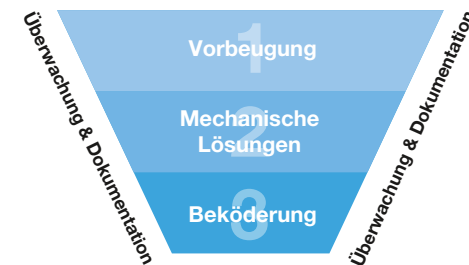 Überwachung & Dokumentation
1
Vorbeugung
2
Mechanische
Lösungen
3
Beköderung
Überwachung & Dokumentation